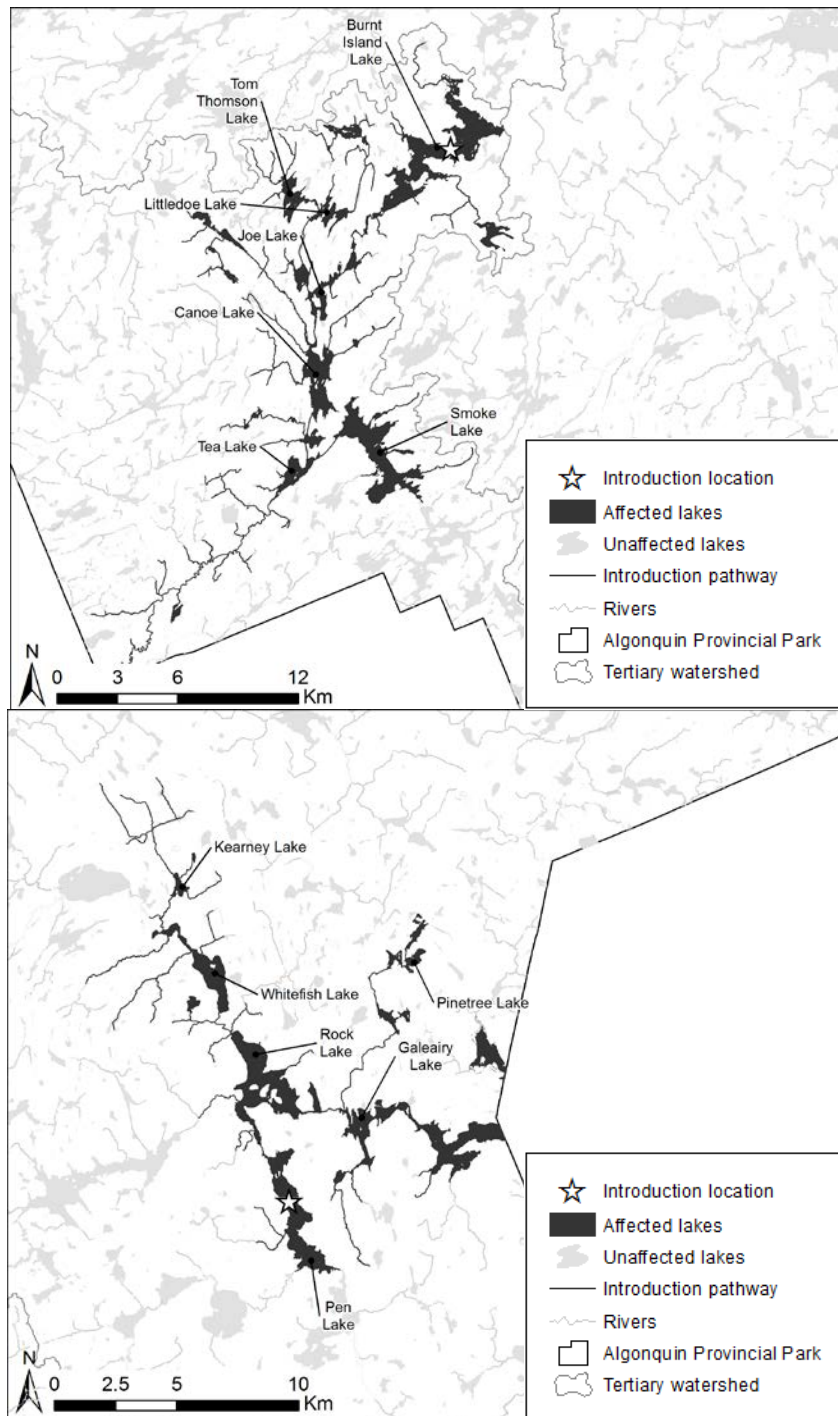 Burnt
Island
Lake
Tom
Thomson
Lake
Littledoe Lake
Joe Lake
Canoe Lake
Smoke
Lake
Tea Lake
Introduction location
Affected lakes
Unaffected lakes
Introduction pathway
Rivers
Algonquin Provincial Park
Tertiary watershed
N
0 3 6 12
Km
Kearney Lake
Whitefish Lake
Pinetree Lake
Rock
Lake
Galeairy
Lake
Pen
Lake
Introduction location
Affected lakes
Unaffected lakes
Introduction pathway
Rivers
Algonquin Provincial Park
Tertiary watershed
N
0 2.5 5 10
Km